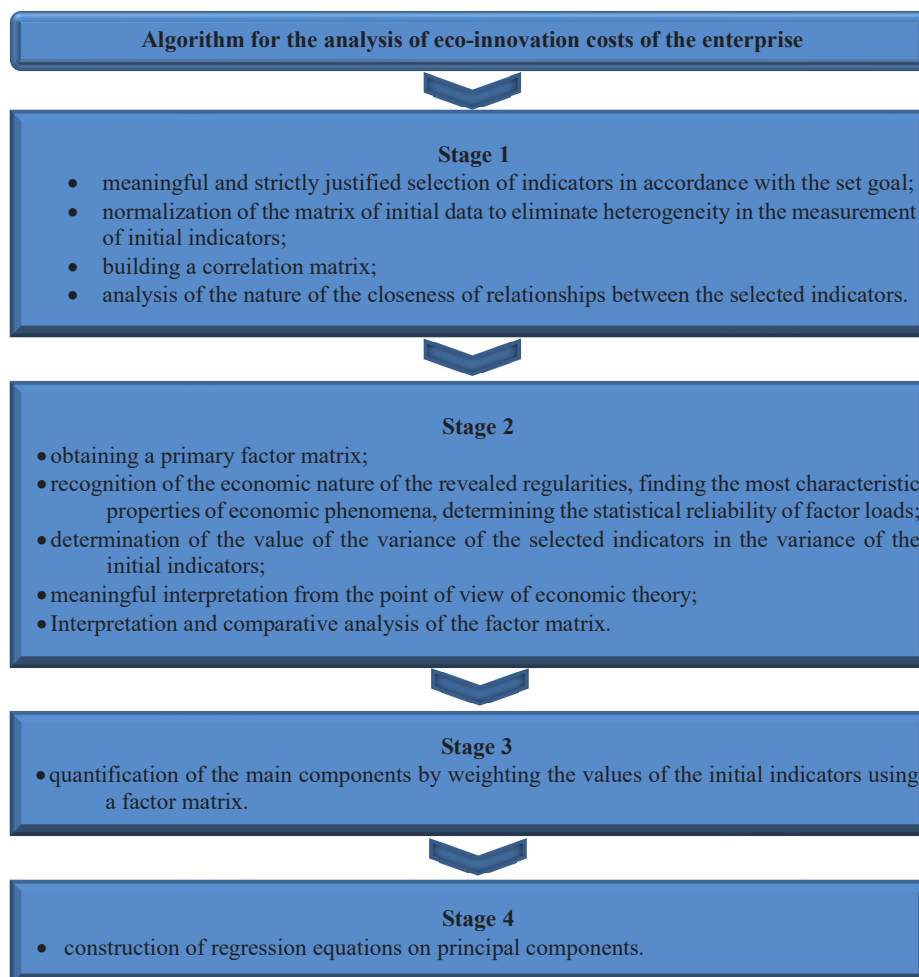 Algorithm for the analysis of eco-innovation costs of the enterprise
Stage 1
• meaningful and strictly justified selection of indicators in accordance with the set goal;
• normalization of the matrix of initial data to eliminate heterogeneity in the measurement
of initial indicators;
• building a correlation matrix;
• analysis of the nature of the closeness of relationships between the selected indicators.
Stage 2
• obtaining a primary factor matrix;
• recognition of the economic nature of the revealed regularities, finding the most characteristic
properties of economic phenomena, determining the statistical reliability of factor loads;
• determination of the value of the variance of the selected indicators in the variance of the
initial indicators;
• meaningful interpretation from the point of view of economic theory;
• Interpretation and comparative analysis of the factor matrix.
Stage 3
• quantification of the main components by weighting the values of the initial indicators using
a factor matrix.
Stage 4
• construction of regression equations on principal components.